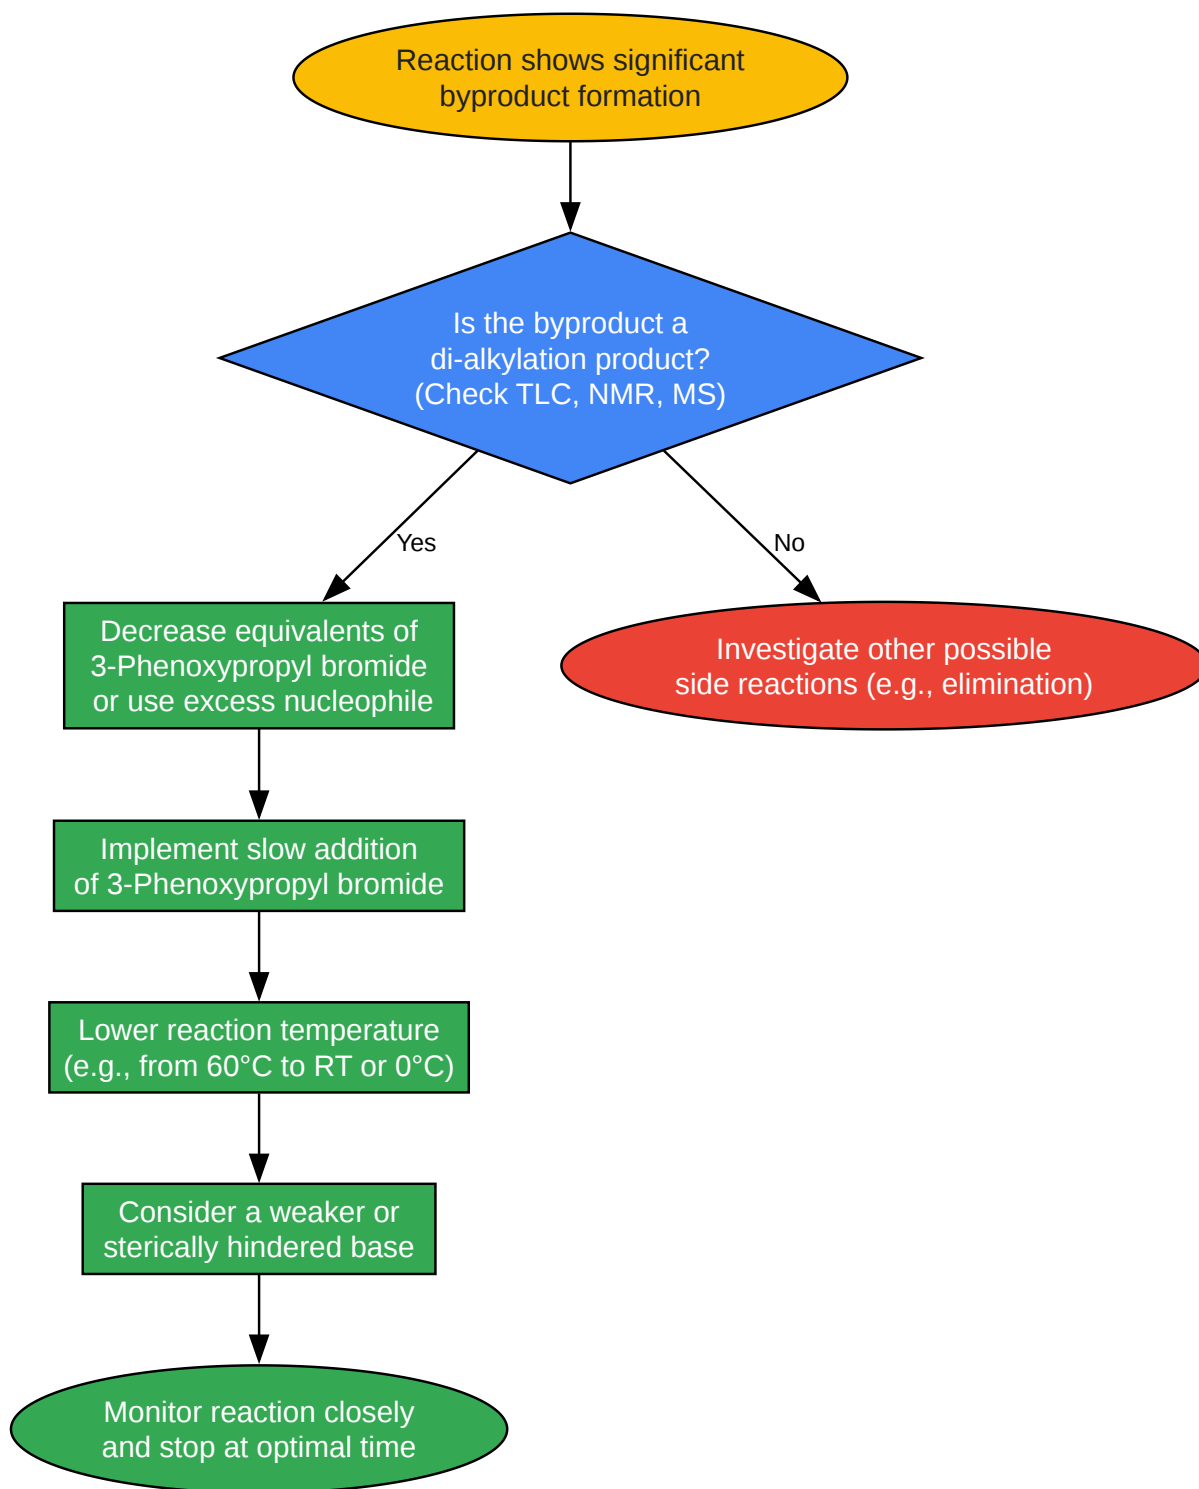 Reaction shows significant
byproduct formation
Is the byproduct a
di-alkylation product?
(Check TLC, NMR, MS)
Yes
No
Decrease equivalents of
3-Phenoxypropyl bromide
or use excess nucleophile
Investigate other possible
side reactions (e.g., elimination)
Implement slow addition
of 3-Phenoxypropyl bromide
Lower reaction temperature
(e.g., from 60°C to RT or 0°C)
Consider a weaker or
sterically hindered base
Monitor reaction closely
and stop at optimal time